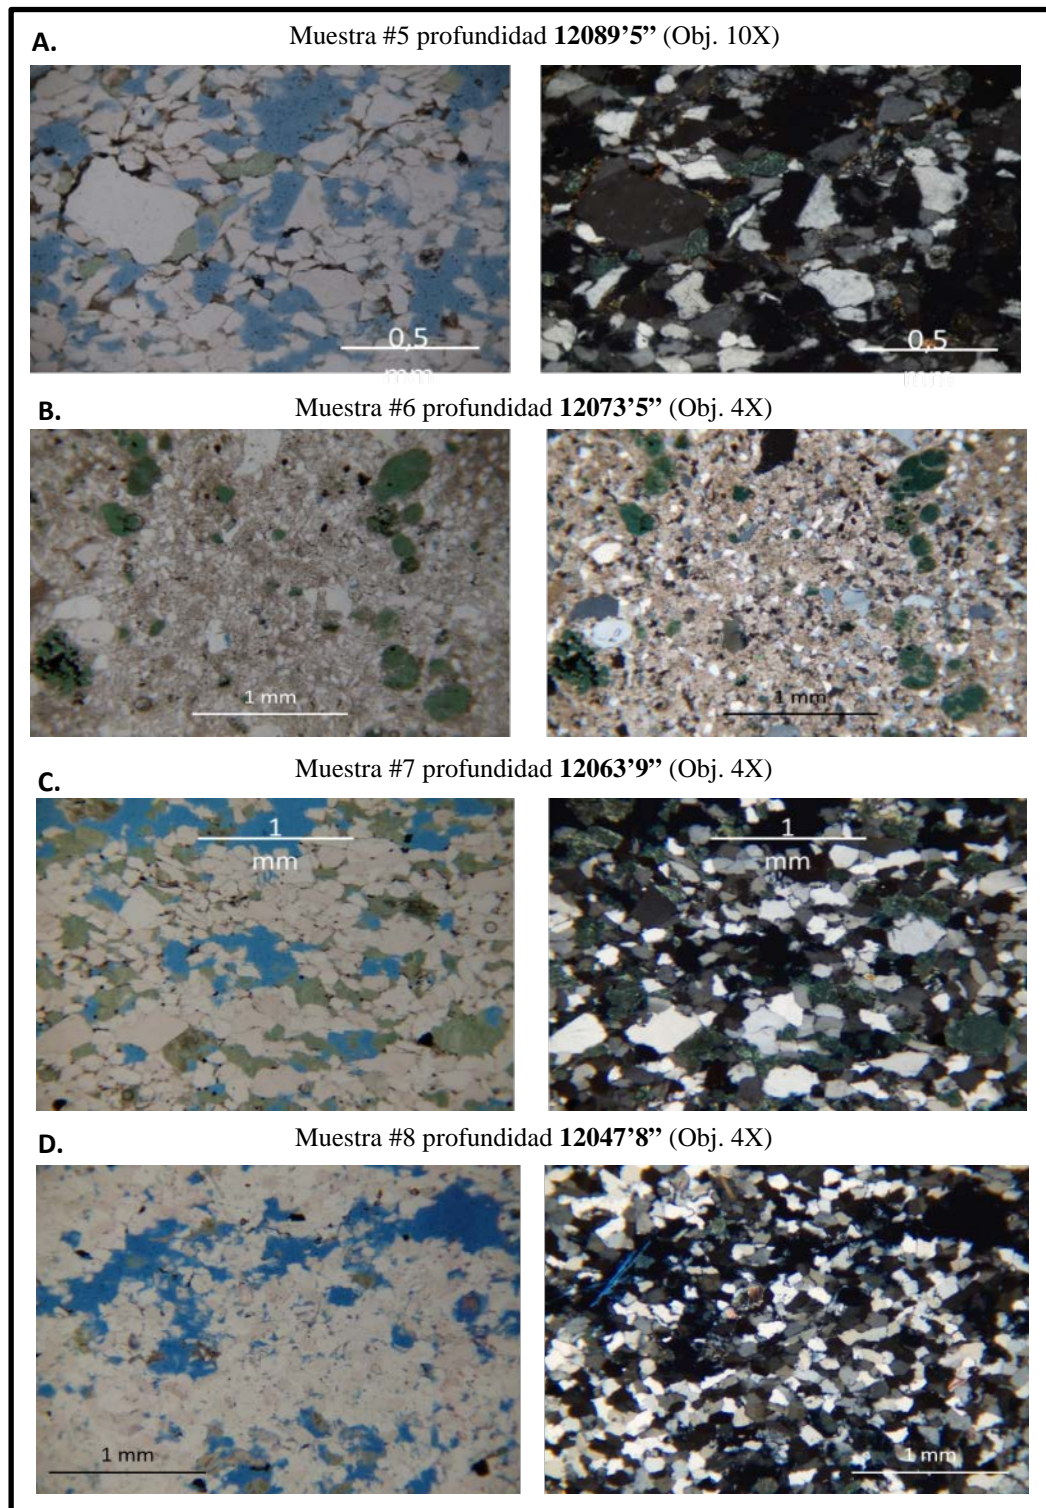 A.
Muestra #5 profundidad 12089’5” (Obj. 10X)
0,5
mm
0,5
mm
B.
Muestra #6 profundidad 12073’5” (Obj. 4X)
1 mm
1 mm
C.
Muestra #7 profundidad 12063’9” (Obj. 4X)
1
mm
1
mm
D.
Muestra #8 profundidad 12047’8” (Obj. 4X)
1 mm
1 mm